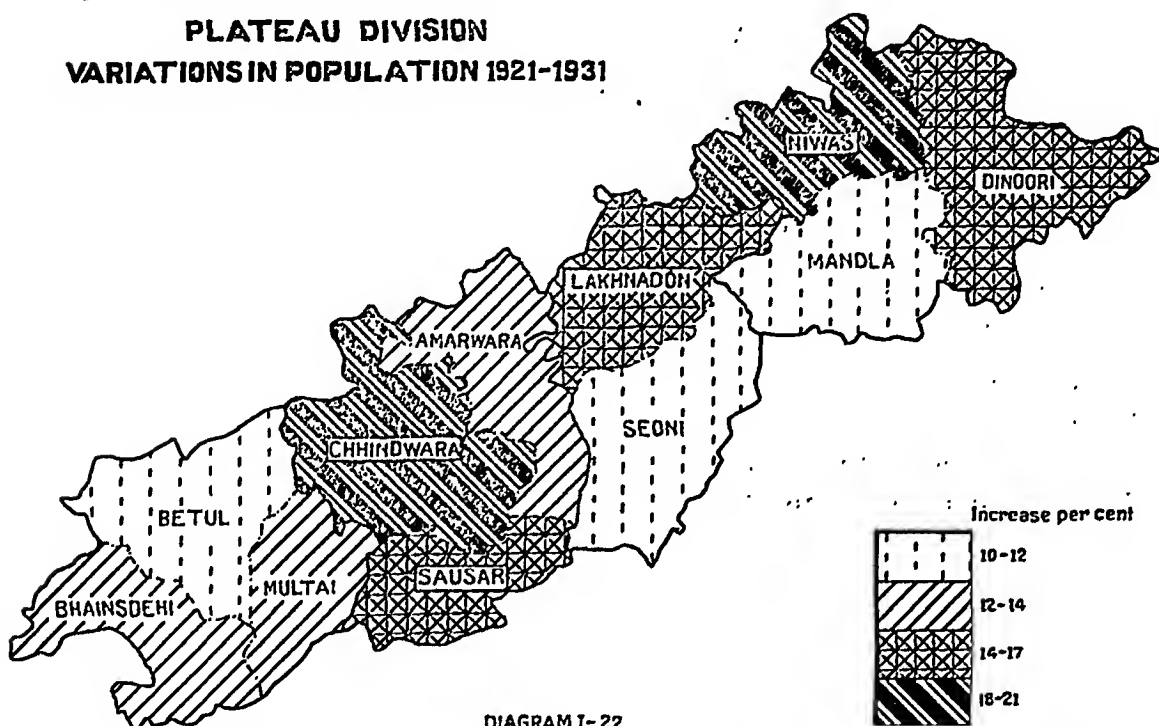 PLATEAU DIVISION
VARIATIONS IN POPULATION 1921-1931
NIWAS
DINOORI
MANDLA
LAKHNADON
AMARWARA
SEONI
CHHINDWARA
BETUL
SAUSAR
MULTAI
BHAINSDEHI
Increase per cent
10-12
12-14
14-17
18-21
DIAGRAM I-22